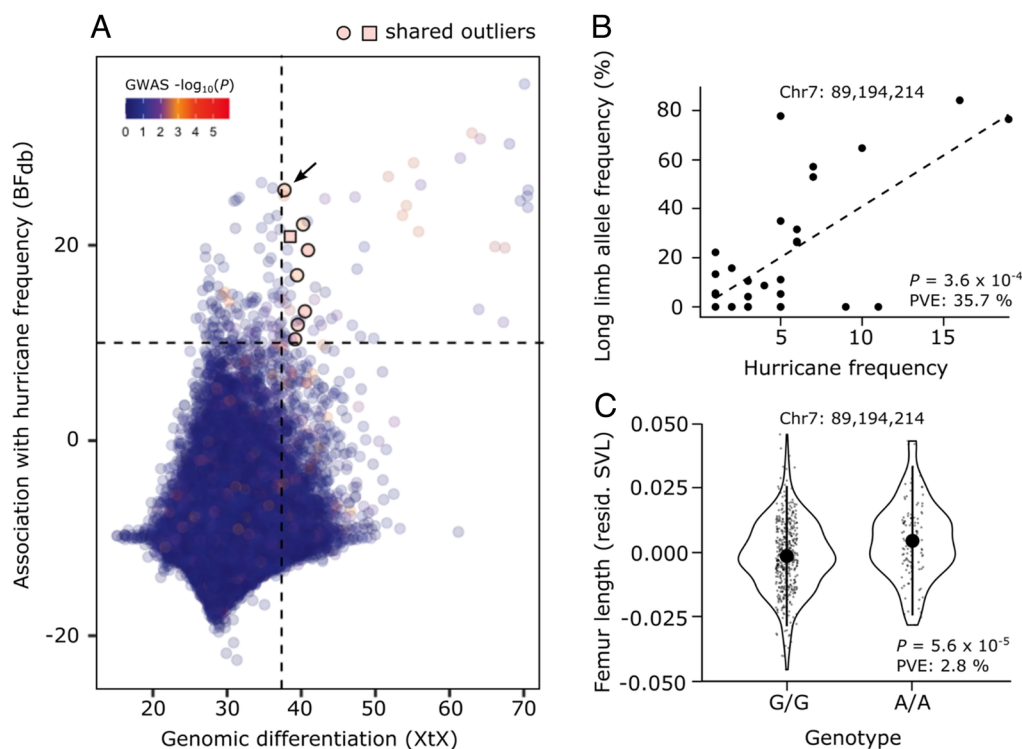 A
shared outliers
GWAS -log10(P)
0 1 2 3 4 5
Association with hurricane frequency (BFdb)
20
0
-20
20 30 40 50 60 70
Genomic differentiation (XtX)
B
Chr7: 89,194,214
Long limb allele frequency (%)
80
60
40
20
0
P = 3.6 x 10-4
PVE: 35.7 %
5 10 15
Hurricane frequency
C
Chr7: 89,194,214
Femur length (resid. SVL)
0.050
0.025
0.000
-0.025
-0.050
P = 5.6 x 10-5
PVE: 2.8 %
G/G A/A
Genotype